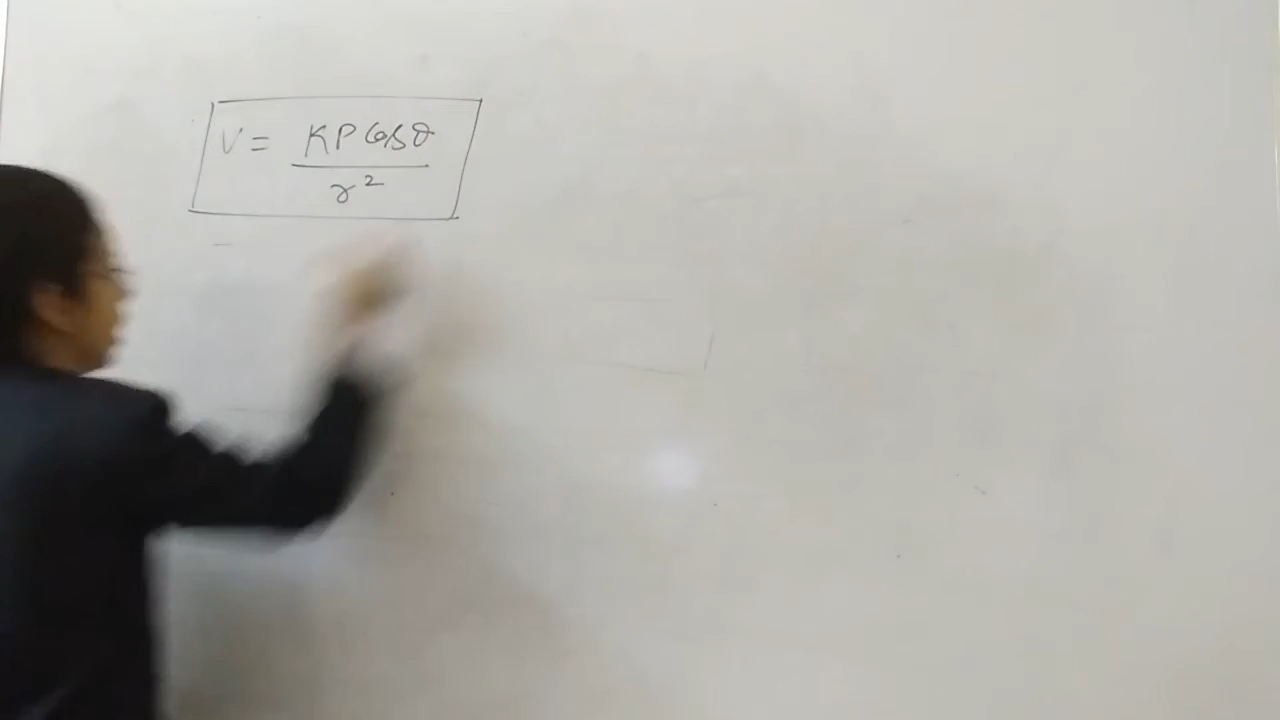 V = KP Cosθ / r²